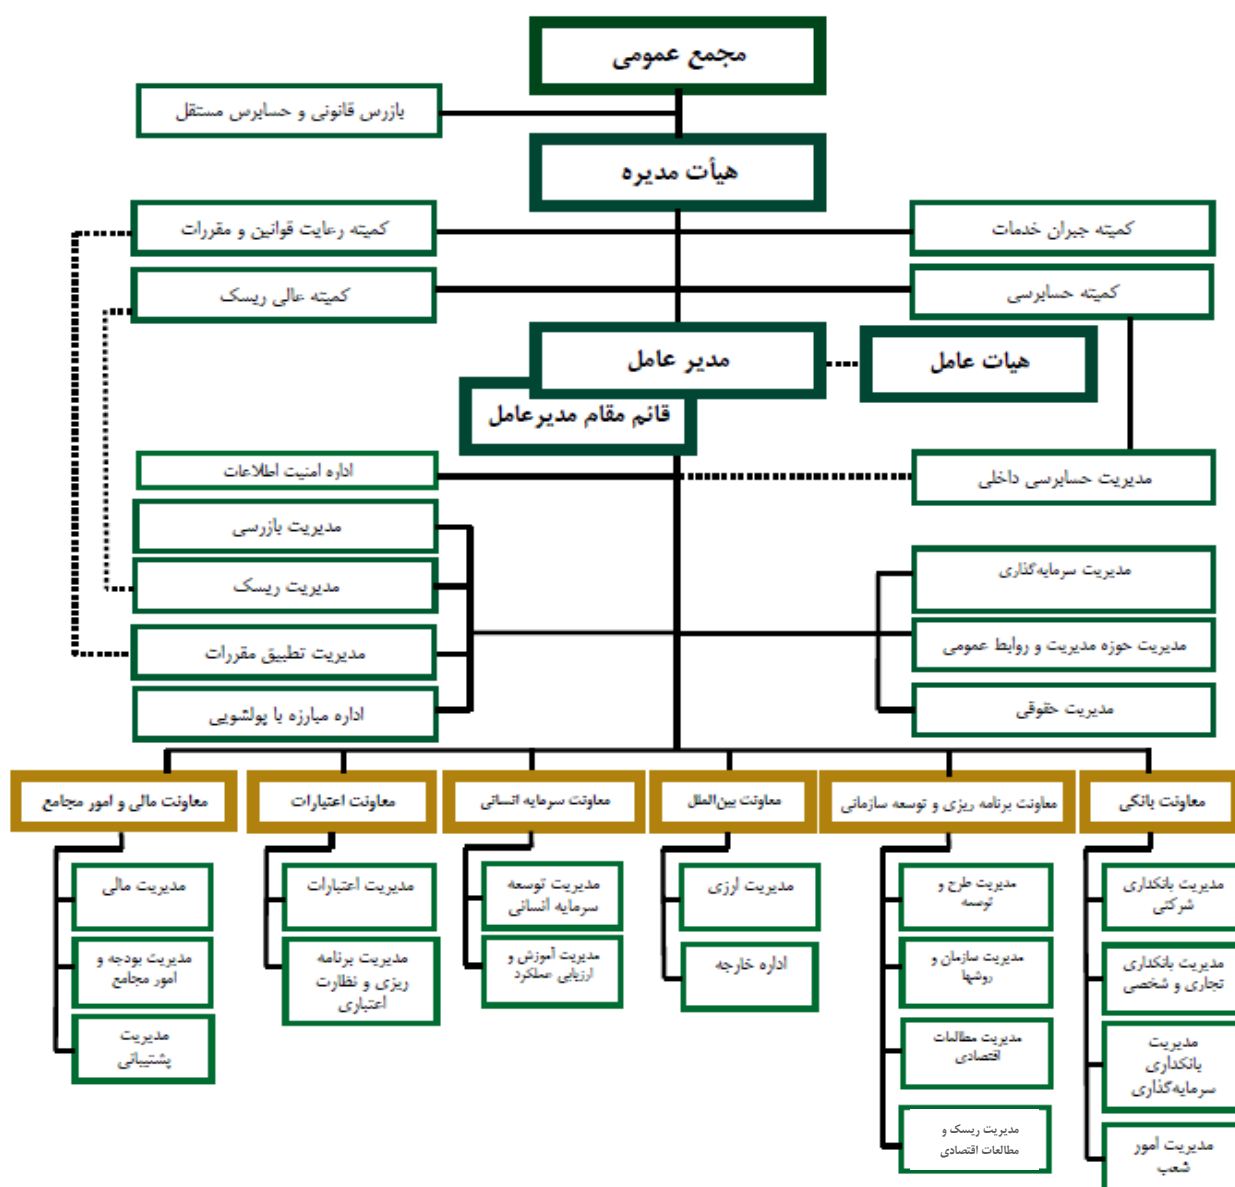 مجمع عمومی
بازرس قانونی و حسابرس مستقل
هیأت مدیره
کمیته جبران خدمات
کمیته رعایت قوانین و مقررات
کمیته حسابرسی
کمیته عالی ریسک
مدیر عامل
هیات عامل
قائم مقام مدیرعامل
مدیریت حسابرسی داخلی
اداره امنیت اطلاعات
مدیریت بازرسی
مدیریت سرمایه‌گذاری
مدیریت ریسک
مدیریت حوزه مدیریت و روابط عمومی
مدیریت تطبیق مقررات
مدیریت حقوقی
اداره مبارزه با پولشویی
معاونت بانکی
معاونت برنامه ریزی و توسعه سازمانی
معاونت بین‌الملل
معاونت سرمایه انسانی
معاونت اعتبارات
معاونت مالی و امور مجامع
مدیریت بانکداری
شرکتی
مدیریت بانکداری
تجاری و شخصی
مدیریت
بانکداری
سرمایه‌گذاری
مدیریت امور
شعب
مدیریت طرح و
توسعه
مدیریت سازمان و
روشها
مدیریت مطالعات
اقتصادی
مدیریت ریسک و
مطالعات اقتصادی
مدیریت ارزی
اداره خارجه
مدیریت توسعه
سرمایه انسانی
مدیریت آموزش و
ارزیابی عملکرد
مدیریت اعتبارات
مدیریت برنامه
ریزی و نظارت
اعتباری
مدیریت مالی
مدیریت بودجه و
امور مجامع
مدیریت
پشتیبانی